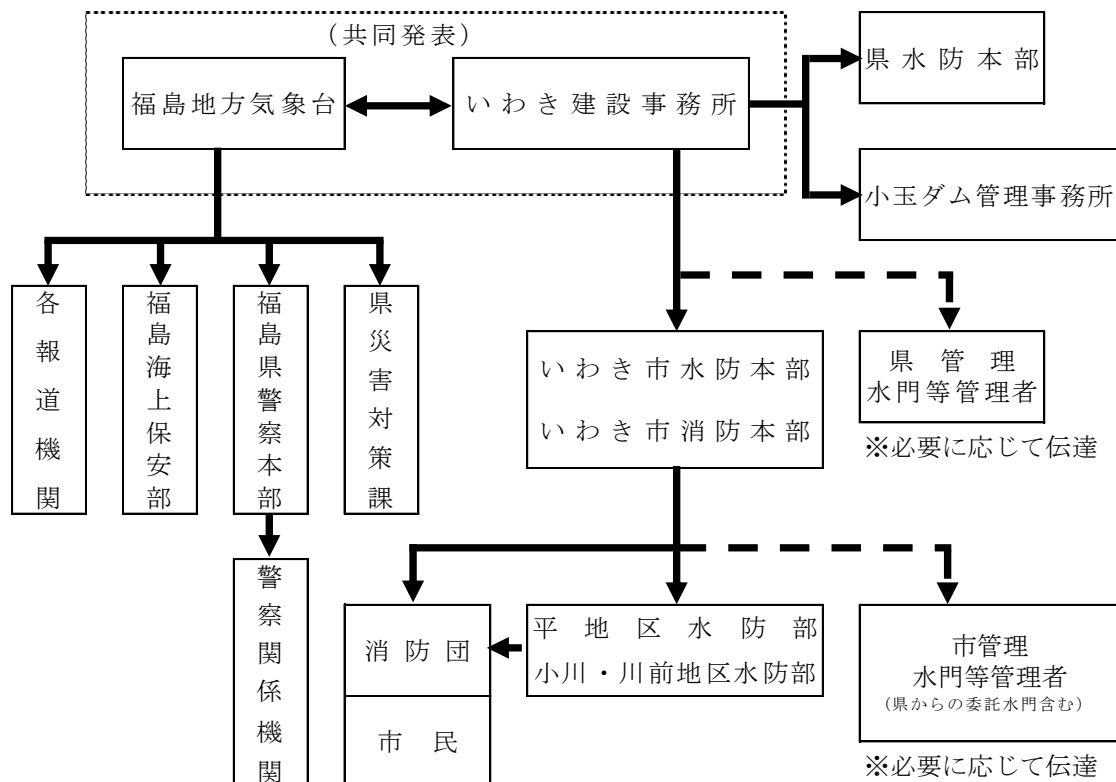 (共同発表)
福島地方気象台
いわき建設事務所
県水防本部
小玉ダム管理事務所
各報道機関
福島海上保安部
福島県警察本部
県災害対策課
いわき市水防本部
いわき市消防本部
県管理
水門等管理者
※必要に応じて伝達
警察関係機関
消防団
市民
平地区水防部
小川・川前地区水防部
市管理
水門等管理者
(県からの委託水門含む)
※必要に応じて伝達